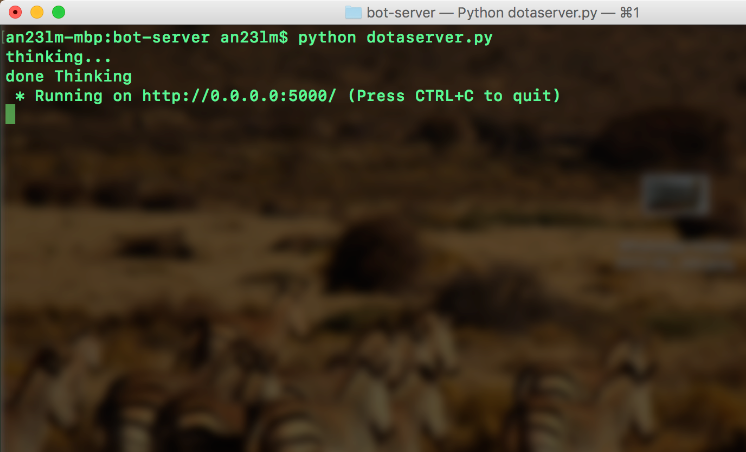 bot-server — Python dotaserver.py — ⌘1
an23lm-mbp:bot-server an23lm$ python dotaserver.py
thinking...
done Thinking
 * Running on http://0.0.0.0:5000/ (Press CTRL+C to quit)